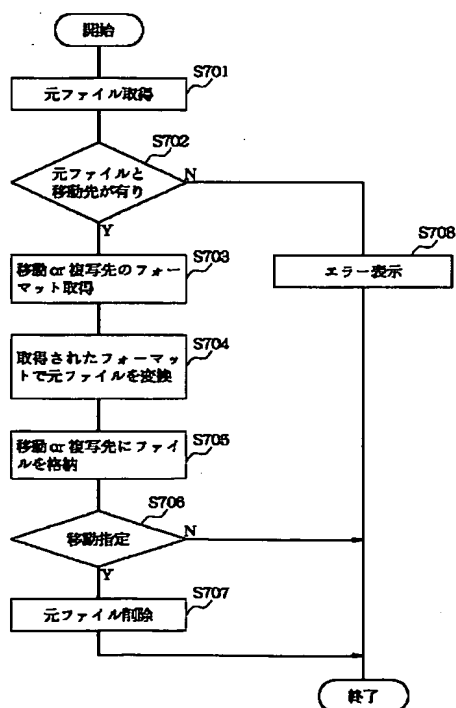 開始
S701
元ファイル取得
S702
元ファイルと
移動先が有り
N
Y
S703
移動or複写先のフォー
マット取得
S708
エラー表示
S704
取得されたフォーマッ
トで元ファイルを変換
S705
移動or複写先にファイ
ルを格納
S706
移動指定
N
Y
S707
元ファイル削除
終了